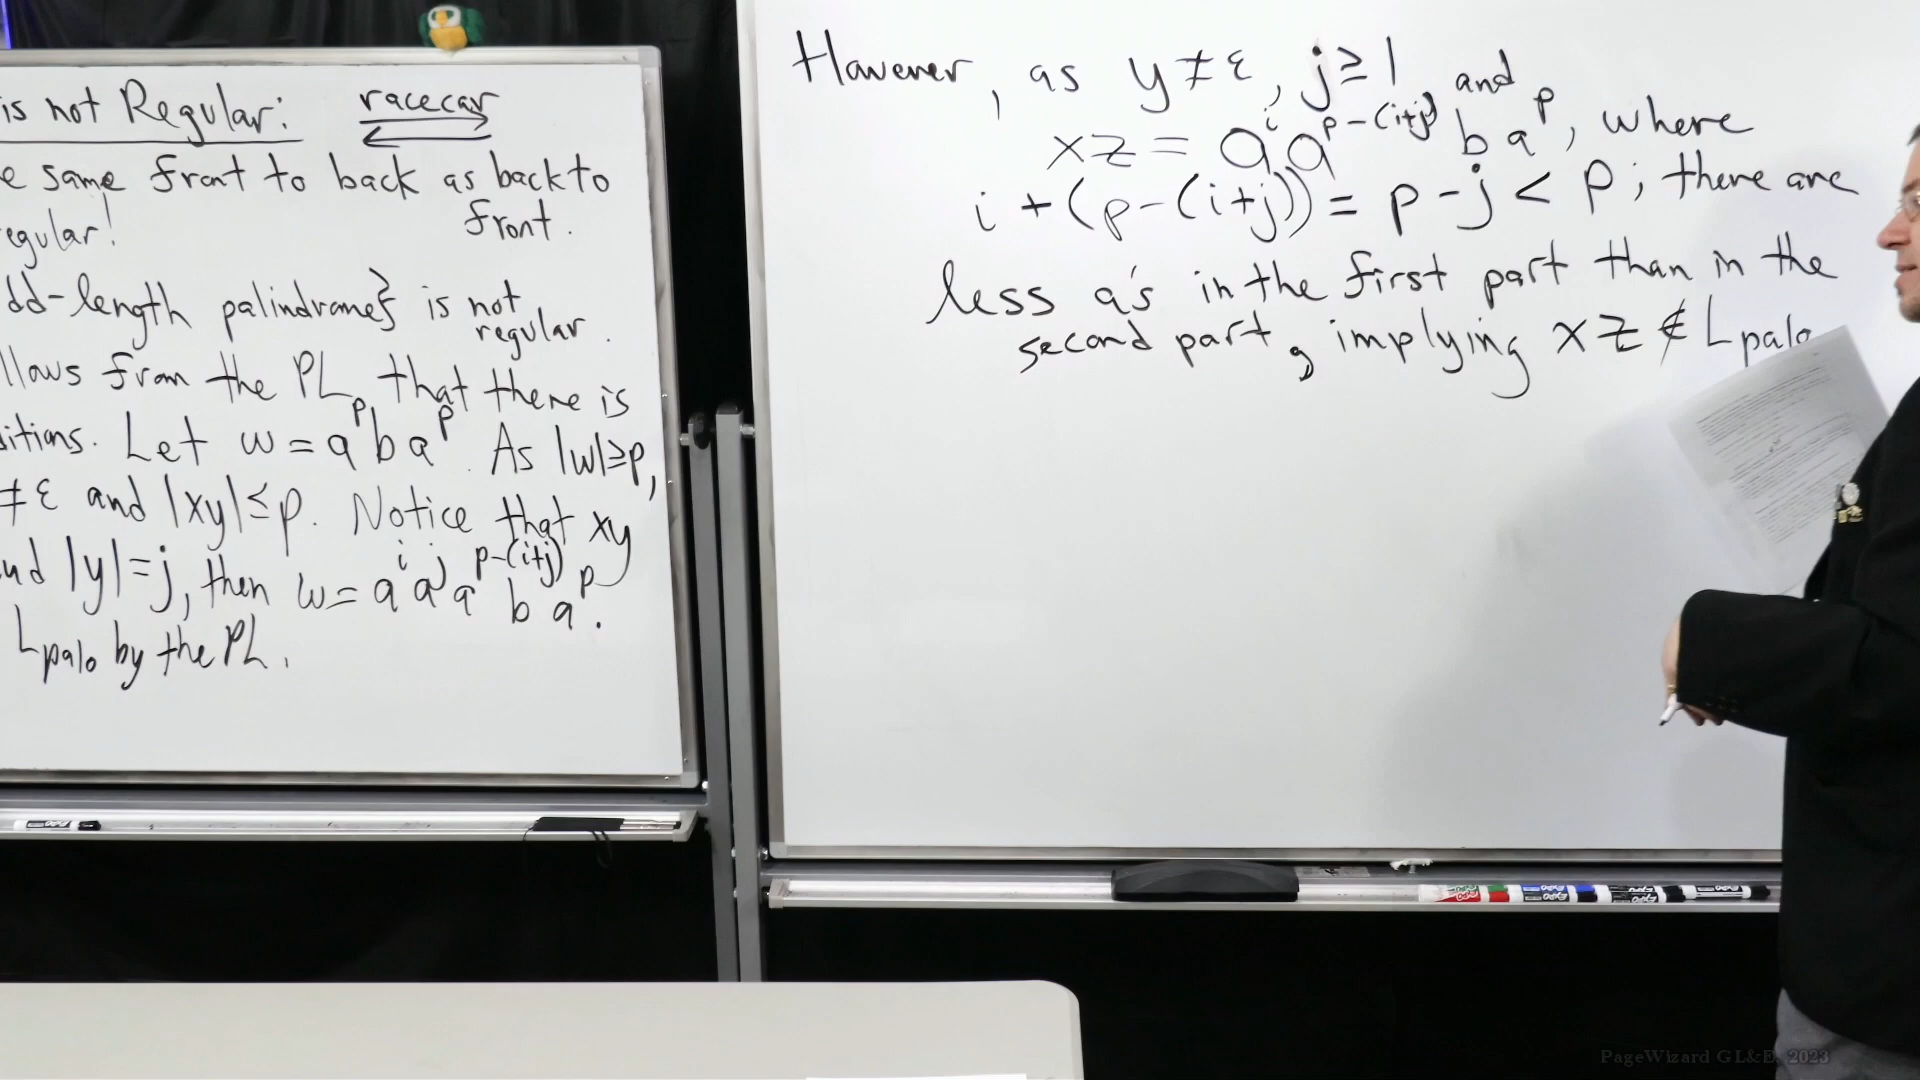 is not Regular: racecar
e same front to back as back to
egular! front.
dd-length palindromes} is not
regular.
llows from the PL that there is
itions. Let w = a^p b a^p. As |w| ≥ p,
≠ ε and |xy| ≤ p. Notice that xy
nd |y| = j, then w = a^i a^j a^{p-(i+j)} b a^p.
L_palo by the PL.
However, as y ≠ ε, j ≥ 1 and
xz = a^i a^{p-(i+j)} b a^p, where
i + (p-(i+j)) = p-j < p; there are
less a's in the first part than in the
second part, implying xz ∉ L_palo
PageWizard GL&E, 2023